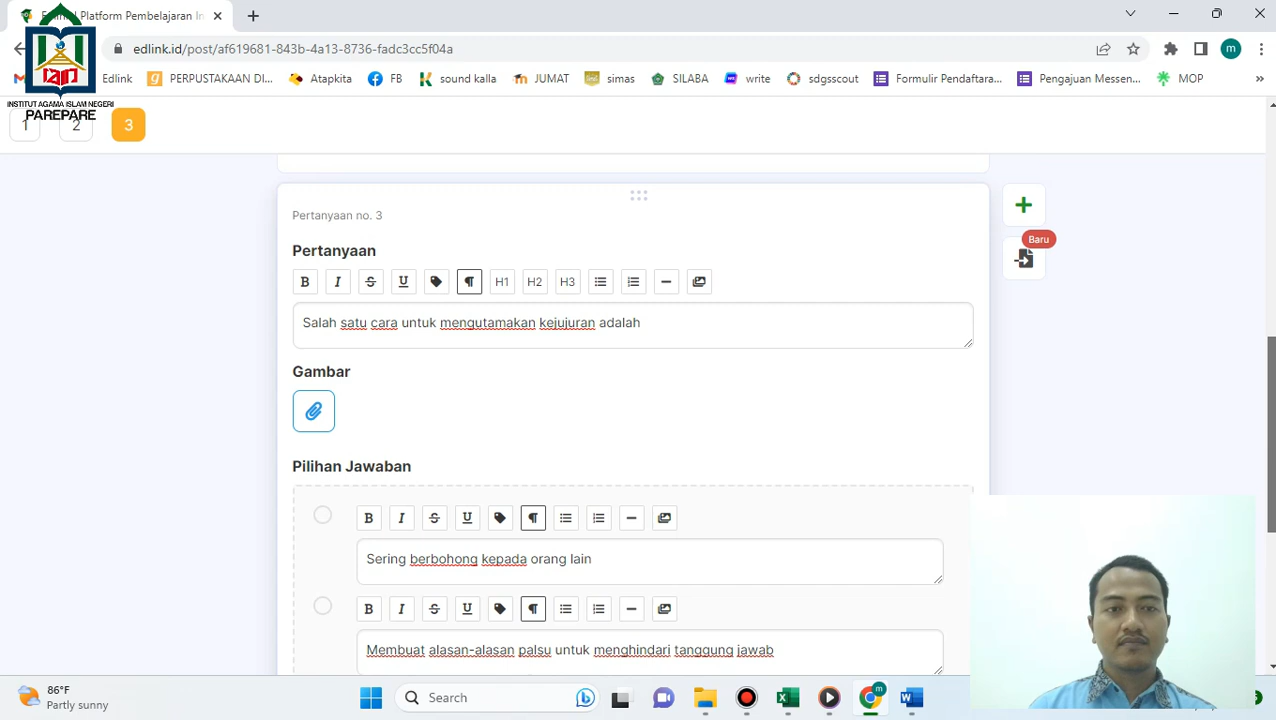 Edlink | Platform Pembelajaran In
edlink.id/post/af619681-843b-4a13-8736-fadc3cc5f04a
m
Edlink
PERPUSTAKAAN DI...
Atapkita
FB
sound kalla
JUMAT
simas
SILABA
write
sdgsscout
Formulir Pendaftara...
Pengajuan Messen...
MOP
»
iain
INSTITUT AGAMA ISLAM NEGERI
PAREPARE
1 2 3
Pertanyaan no. 3
Baru
Pertanyaan
B I S U ¶ H1 H2 H3
Salah satu cara untuk mengutamakan kejujuran adalah
Gambar
Pilihan Jawaban
B I S U ¶
Sering berbohong kepada orang lain
B I S U ¶
Membuat alasan-alasan palsu untuk menghindari tanggung jawab
86°F
Partly sunny
Search